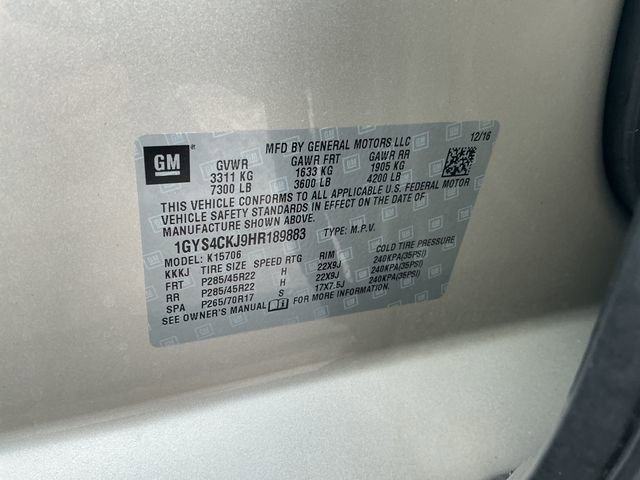 GM
MFD BY GENERAL MOTORS LLC 12/16
GVWR GAWR FRT GAWR RR
3311 KG 1633 KG 1905 KG
7300 LB 3600 LB 4200 LB
THIS VEHICLE CONFORMS TO ALL APPLICABLE U.S. FEDERAL MOTOR
VEHICLE SAFETY STANDARDS IN EFFECT ON THE DATE OF
MANUFACTURE SHOWN ABOVE.
1GYS4CKJ9HR189883 TYPE: M.P.V.
MODEL: K15706
KKKJ TIRE SIZE SPEED RTG RIM COLD TIRE PRESSURE
FRT P285/45R22 H 22X9J 240KPA(35PSI)
RR P285/45R22 H 22X9J 240KPA(35PSI)
SPA P265/70R17 S 17X7.5J 240KPA(35PSI)
SEE OWNER'S MANUAL FOR MORE INFORMATION.